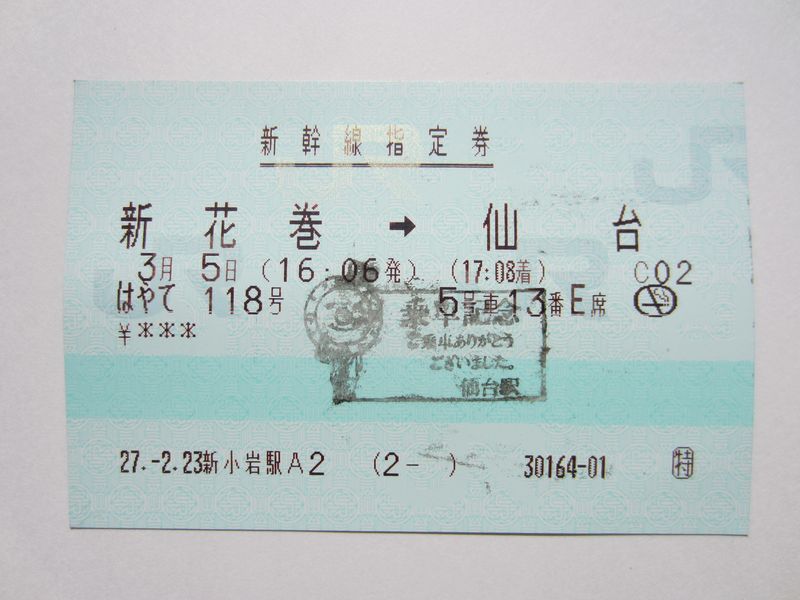 新幹線指定券
新花巻 ➡ 仙台
3月 5日 (16:06発) (17:08着) C02
はやて 118号 5号車 13番E席
￥***
乗車記念
ご乗車ありがとう
ございました。
仙台駅
27.-2.23新小岩駅A2 (2- ) 30164-01 特